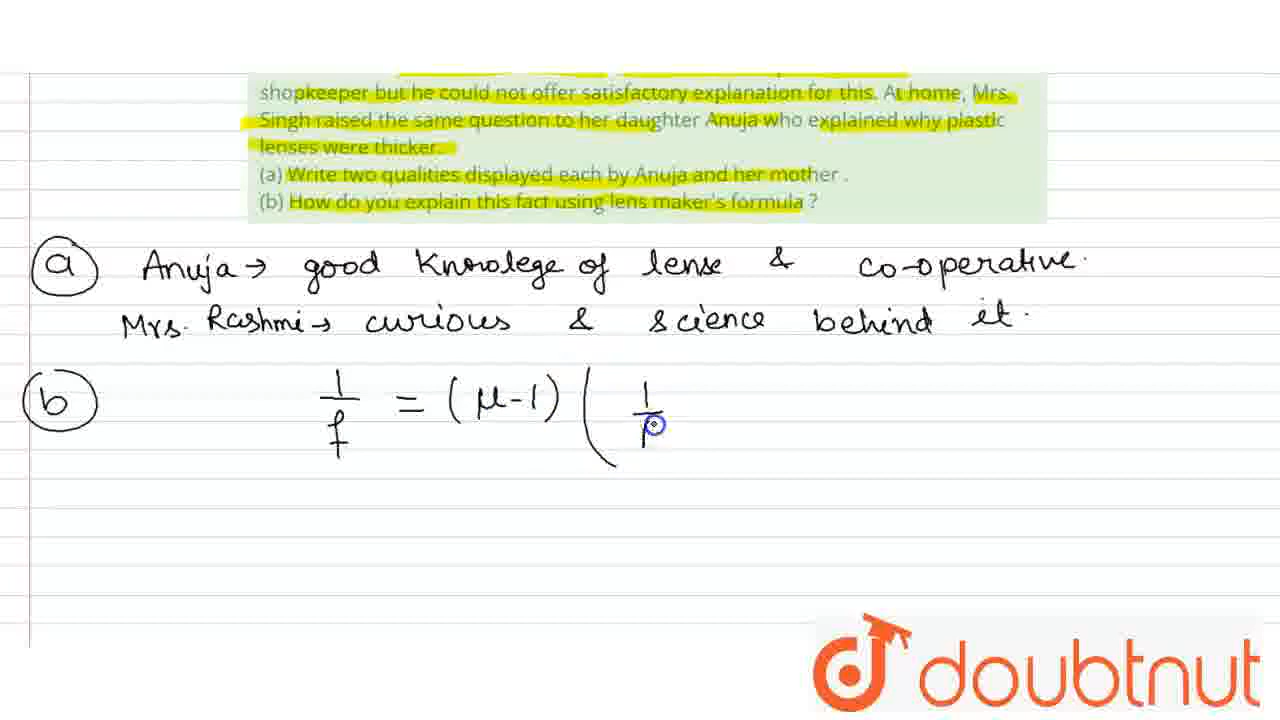 shopkeeper but he could not offer satisfactory explanation for this. At home, Mrs.
Singh raised the same question to her daughter Anuja who explained why plastic
lenses were thicker.
(a) Write two qualities displayed each by Anuja and her mother .
(b) How do you explain this fact using lens maker's formula ?
a Anuja → good Knowlege of lense & co-operative.
Mrs. Rashmi → curious & science behind it.
b 1/f = (μ-1) ( 1/
doubtnut